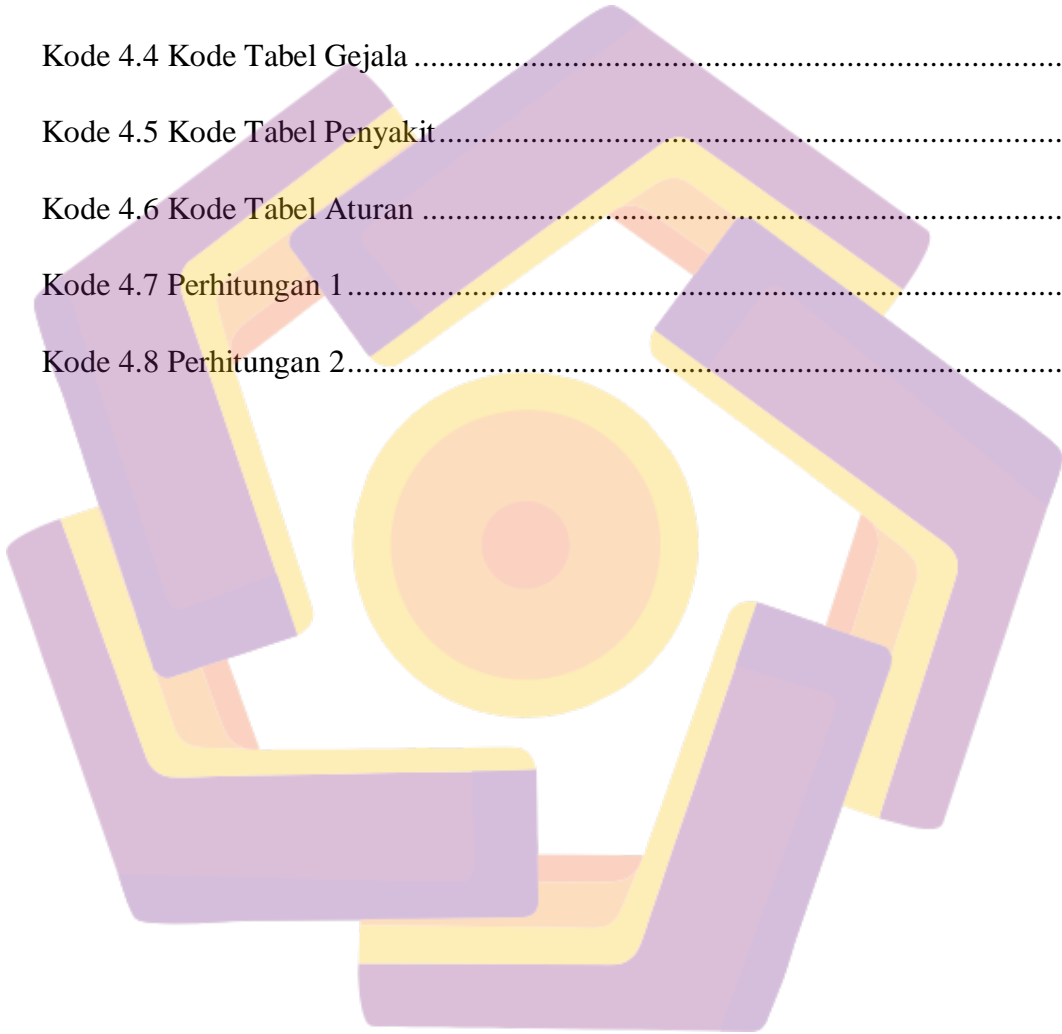 Kode 4.4 Kode Tabel Gejala ..................................................................................
Kode 4.5 Kode Tabel Penyakit...............................................................................
Kode 4.6 Kode Tabel Aturan .................................................................................
Kode 4.7 Perhitungan 1..........................................................................................
Kode 4.8 Perhitungan 2..........................................................................................